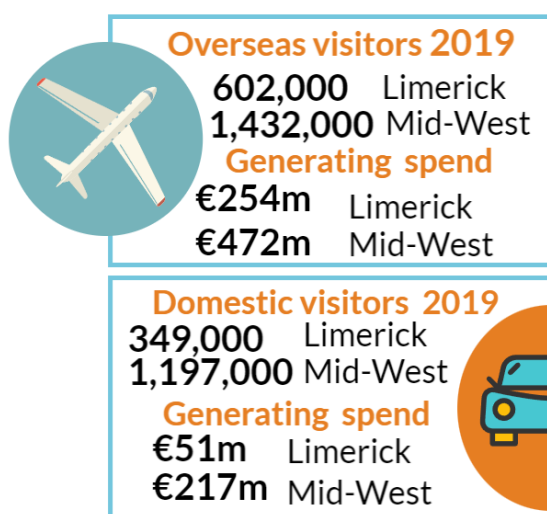 Overseas visitors 2019
602,000 Limerick
1,432,000 Mid-West
Generating spend
€254m Limerick
€472m Mid-West
Domestic visitors 2019
349,000 Limerick
1,197,000 Mid-West
Generating spend
€51m Limerick
€217m Mid-West